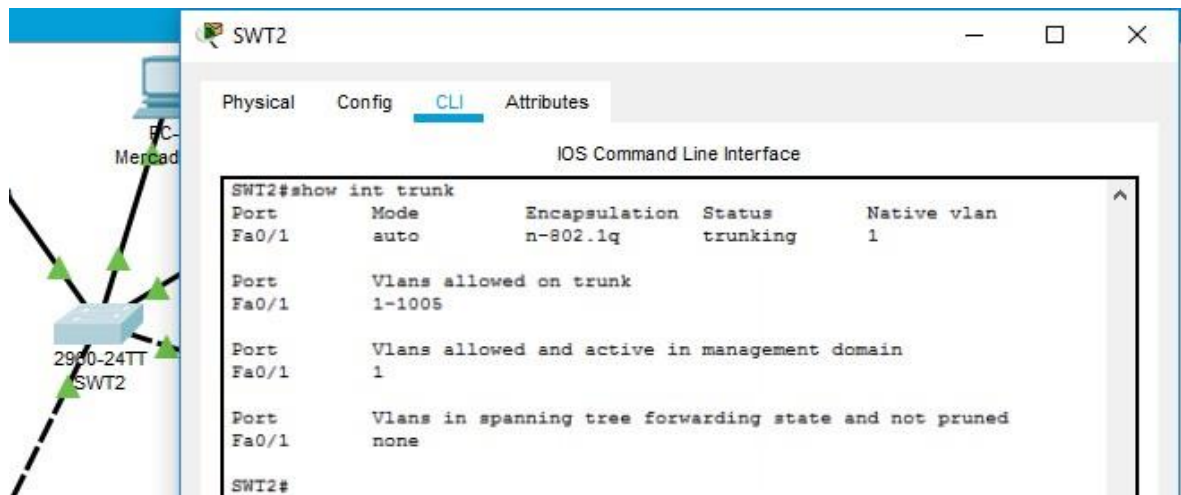 SWT2
Physical Config CLI Attributes
IOS Command Line Interface
PC-
Mercad
SWT2#show int trunk
Port Mode Encapsulation Status Native vlan
Fa0/1 auto n-802.1q trunking 1
Port Vlans allowed on trunk
Fa0/1 1-1005
Port Vlans allowed and active in management domain
Fa0/1 1
Port Vlans in spanning tree forwarding state and not pruned
Fa0/1 none
SWT2#
2960-24TT
SWT2